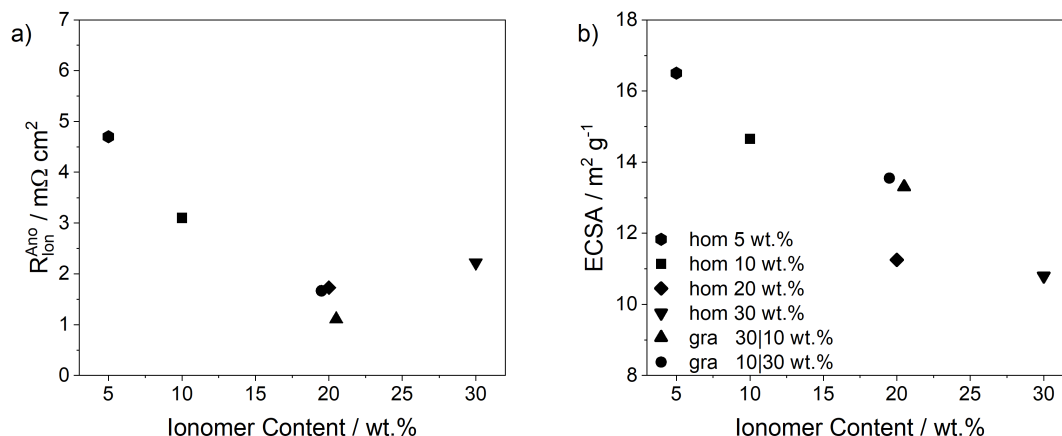 a)
7
6
5
4
3
2
1
0
R_Ion^Ano / mΩ cm²
5 10 15 20 25 30
Ionomer Content / wt.%
b)
18
16
14
12
10
8
ECSA / m² g⁻¹
hom 5 wt.%
hom 10 wt.%
hom 20 wt.%
hom 30 wt.%
gra 30|10 wt.%
gra 10|30 wt.%
5 10 15 20 25 30
Ionomer Content / wt.%